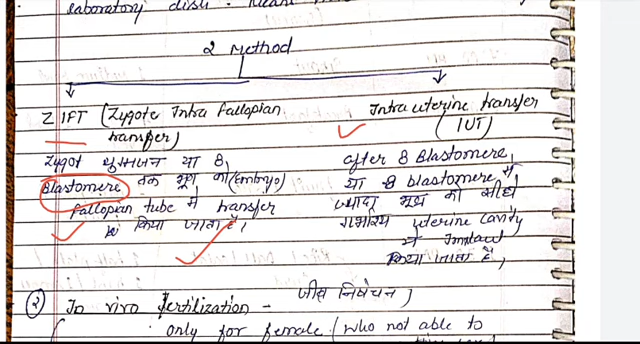 laboratory dish.
2 Method
ZIFT (Zygote Intra fallopian
transfer)
Zygot युग्मनज या 8
Blastomere तक भ्रूण को (Embryo)
fallopian tube में transfer
किया जाता है,
Intra uterine transfer
(IUT)
after 8 Blastomere,
या 8 blastomere से
ज्यादा भ्रूण को सीधा
गर्भाशय uterine cavity
में Implant
किया जाता है,
(2) In vivo fertilization - जीव निषेचन)
only for female (who not able to